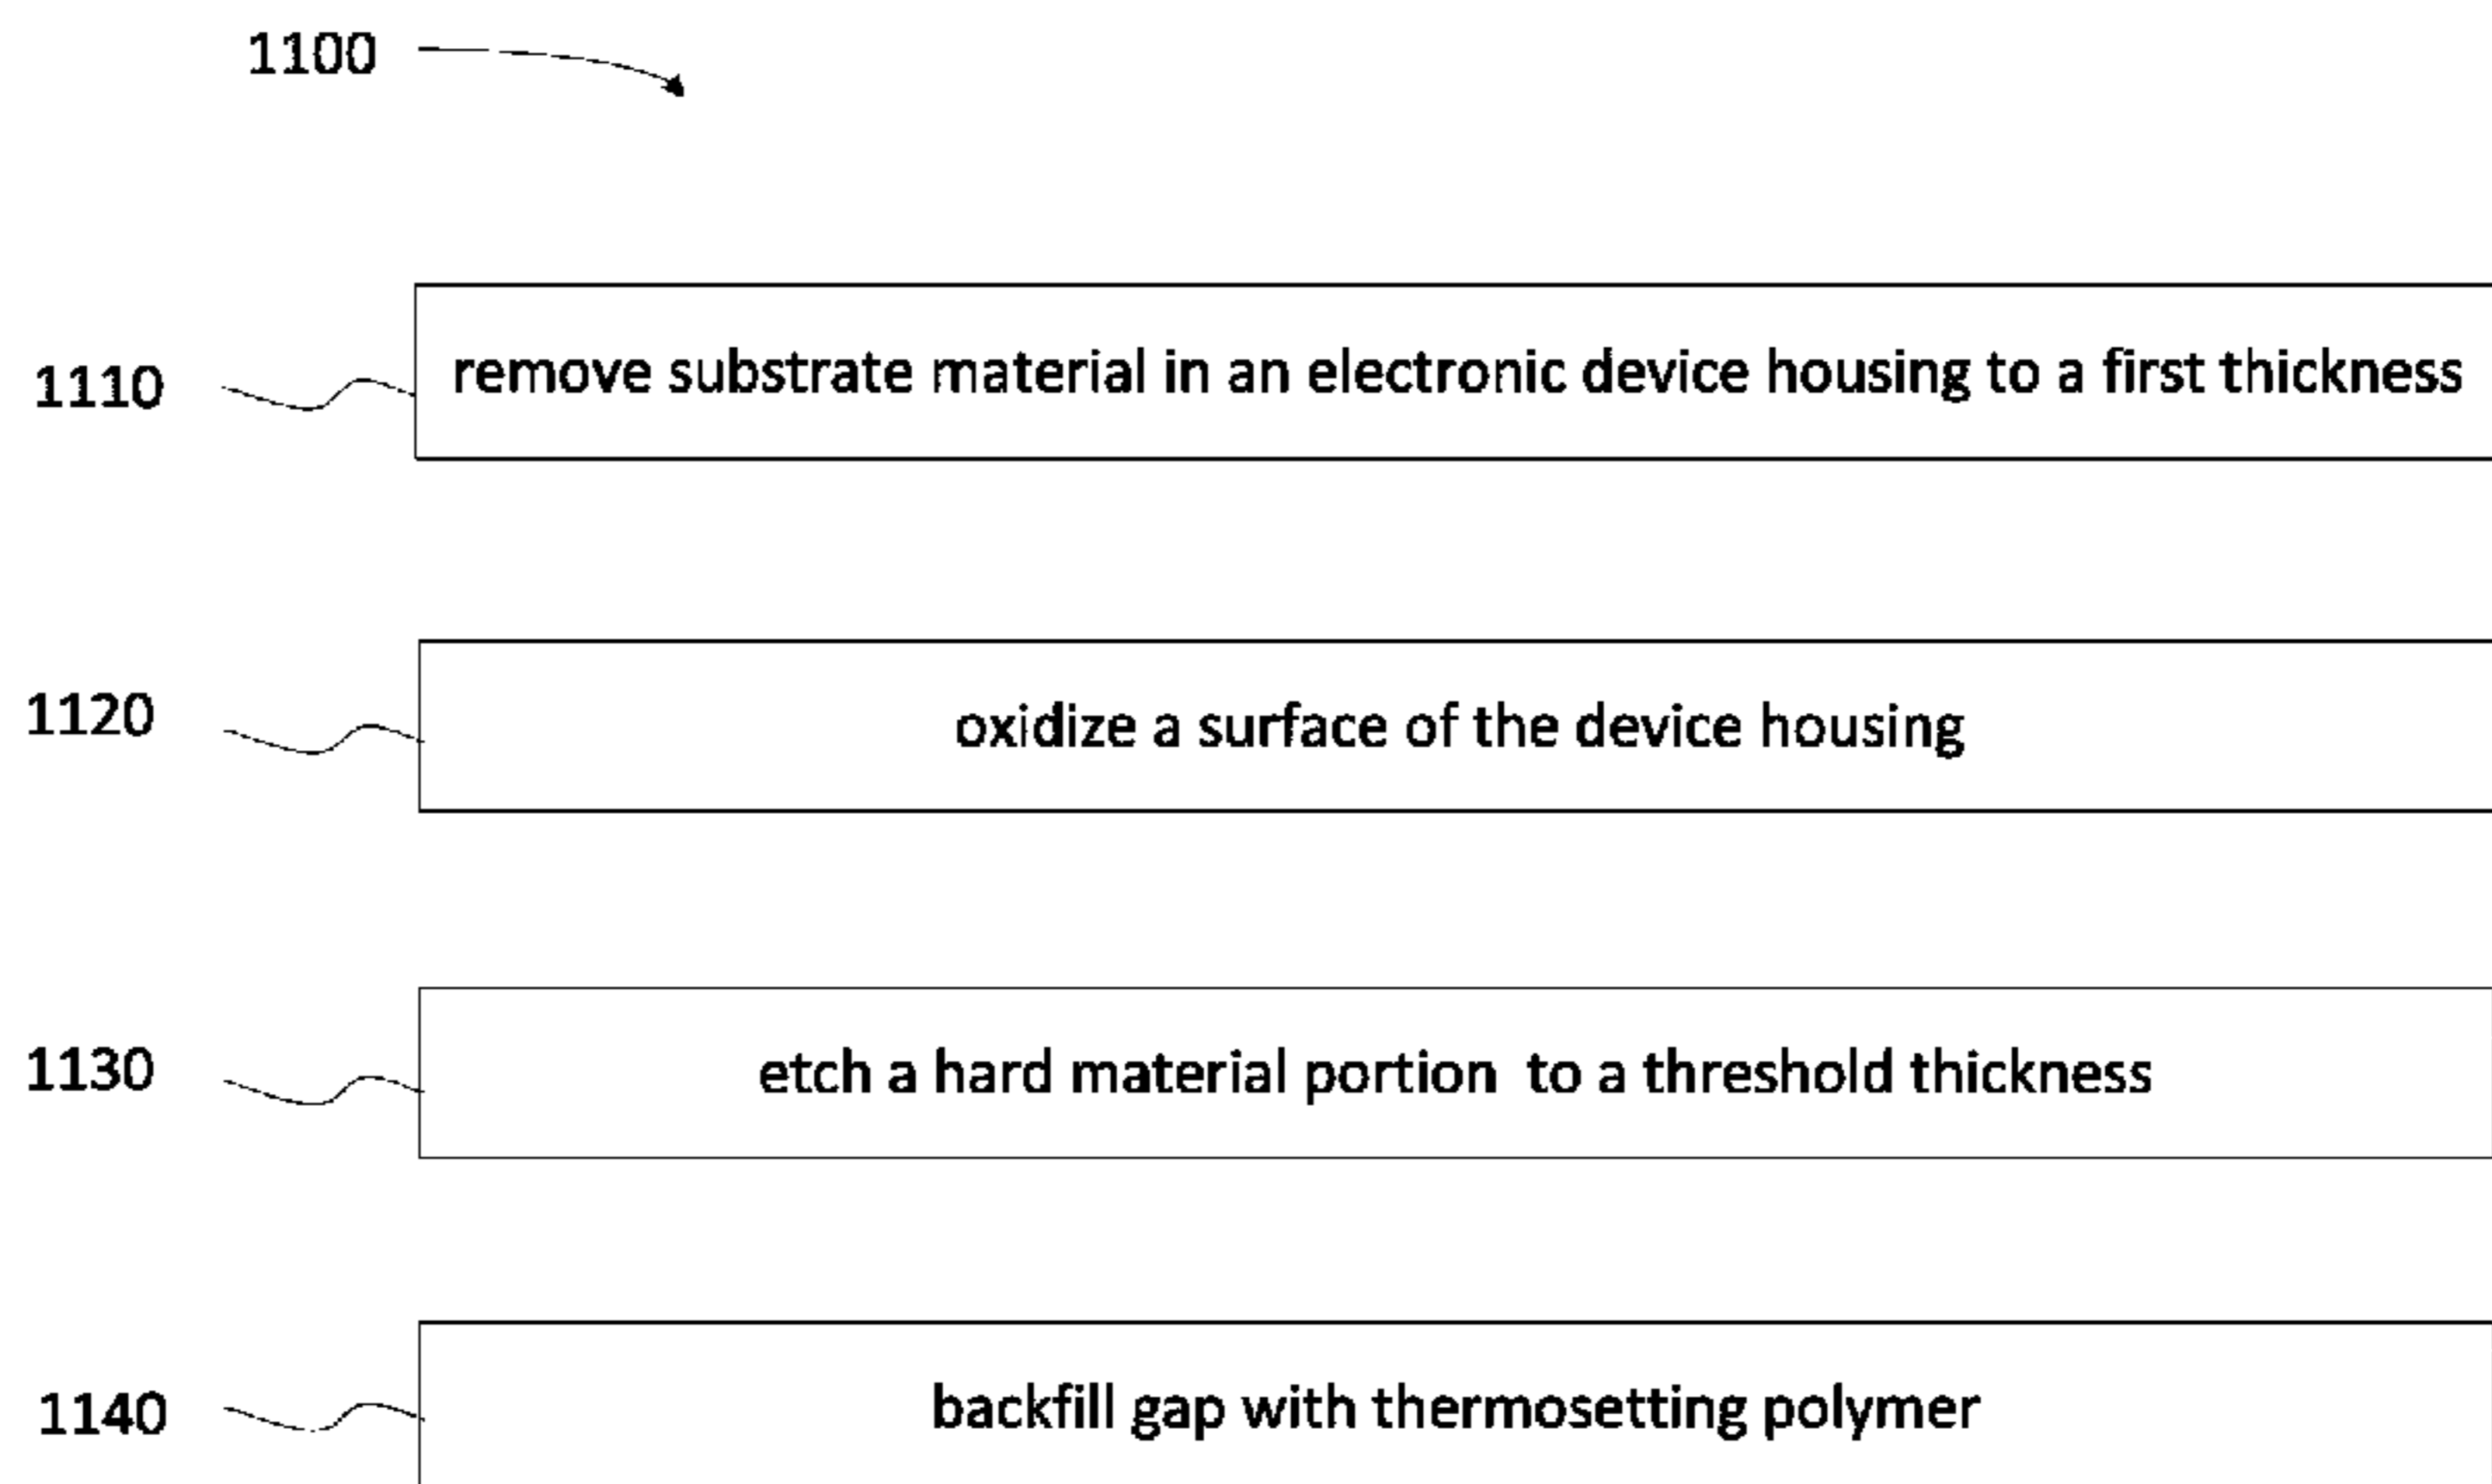 1100
1110 remove substrate material in an electronic device housing to a first thickness
1120 oxidize a surface of the device housing
1130 etch a hard material portion to a threshold thickness
1140 backfill gap with thermosetting polymer